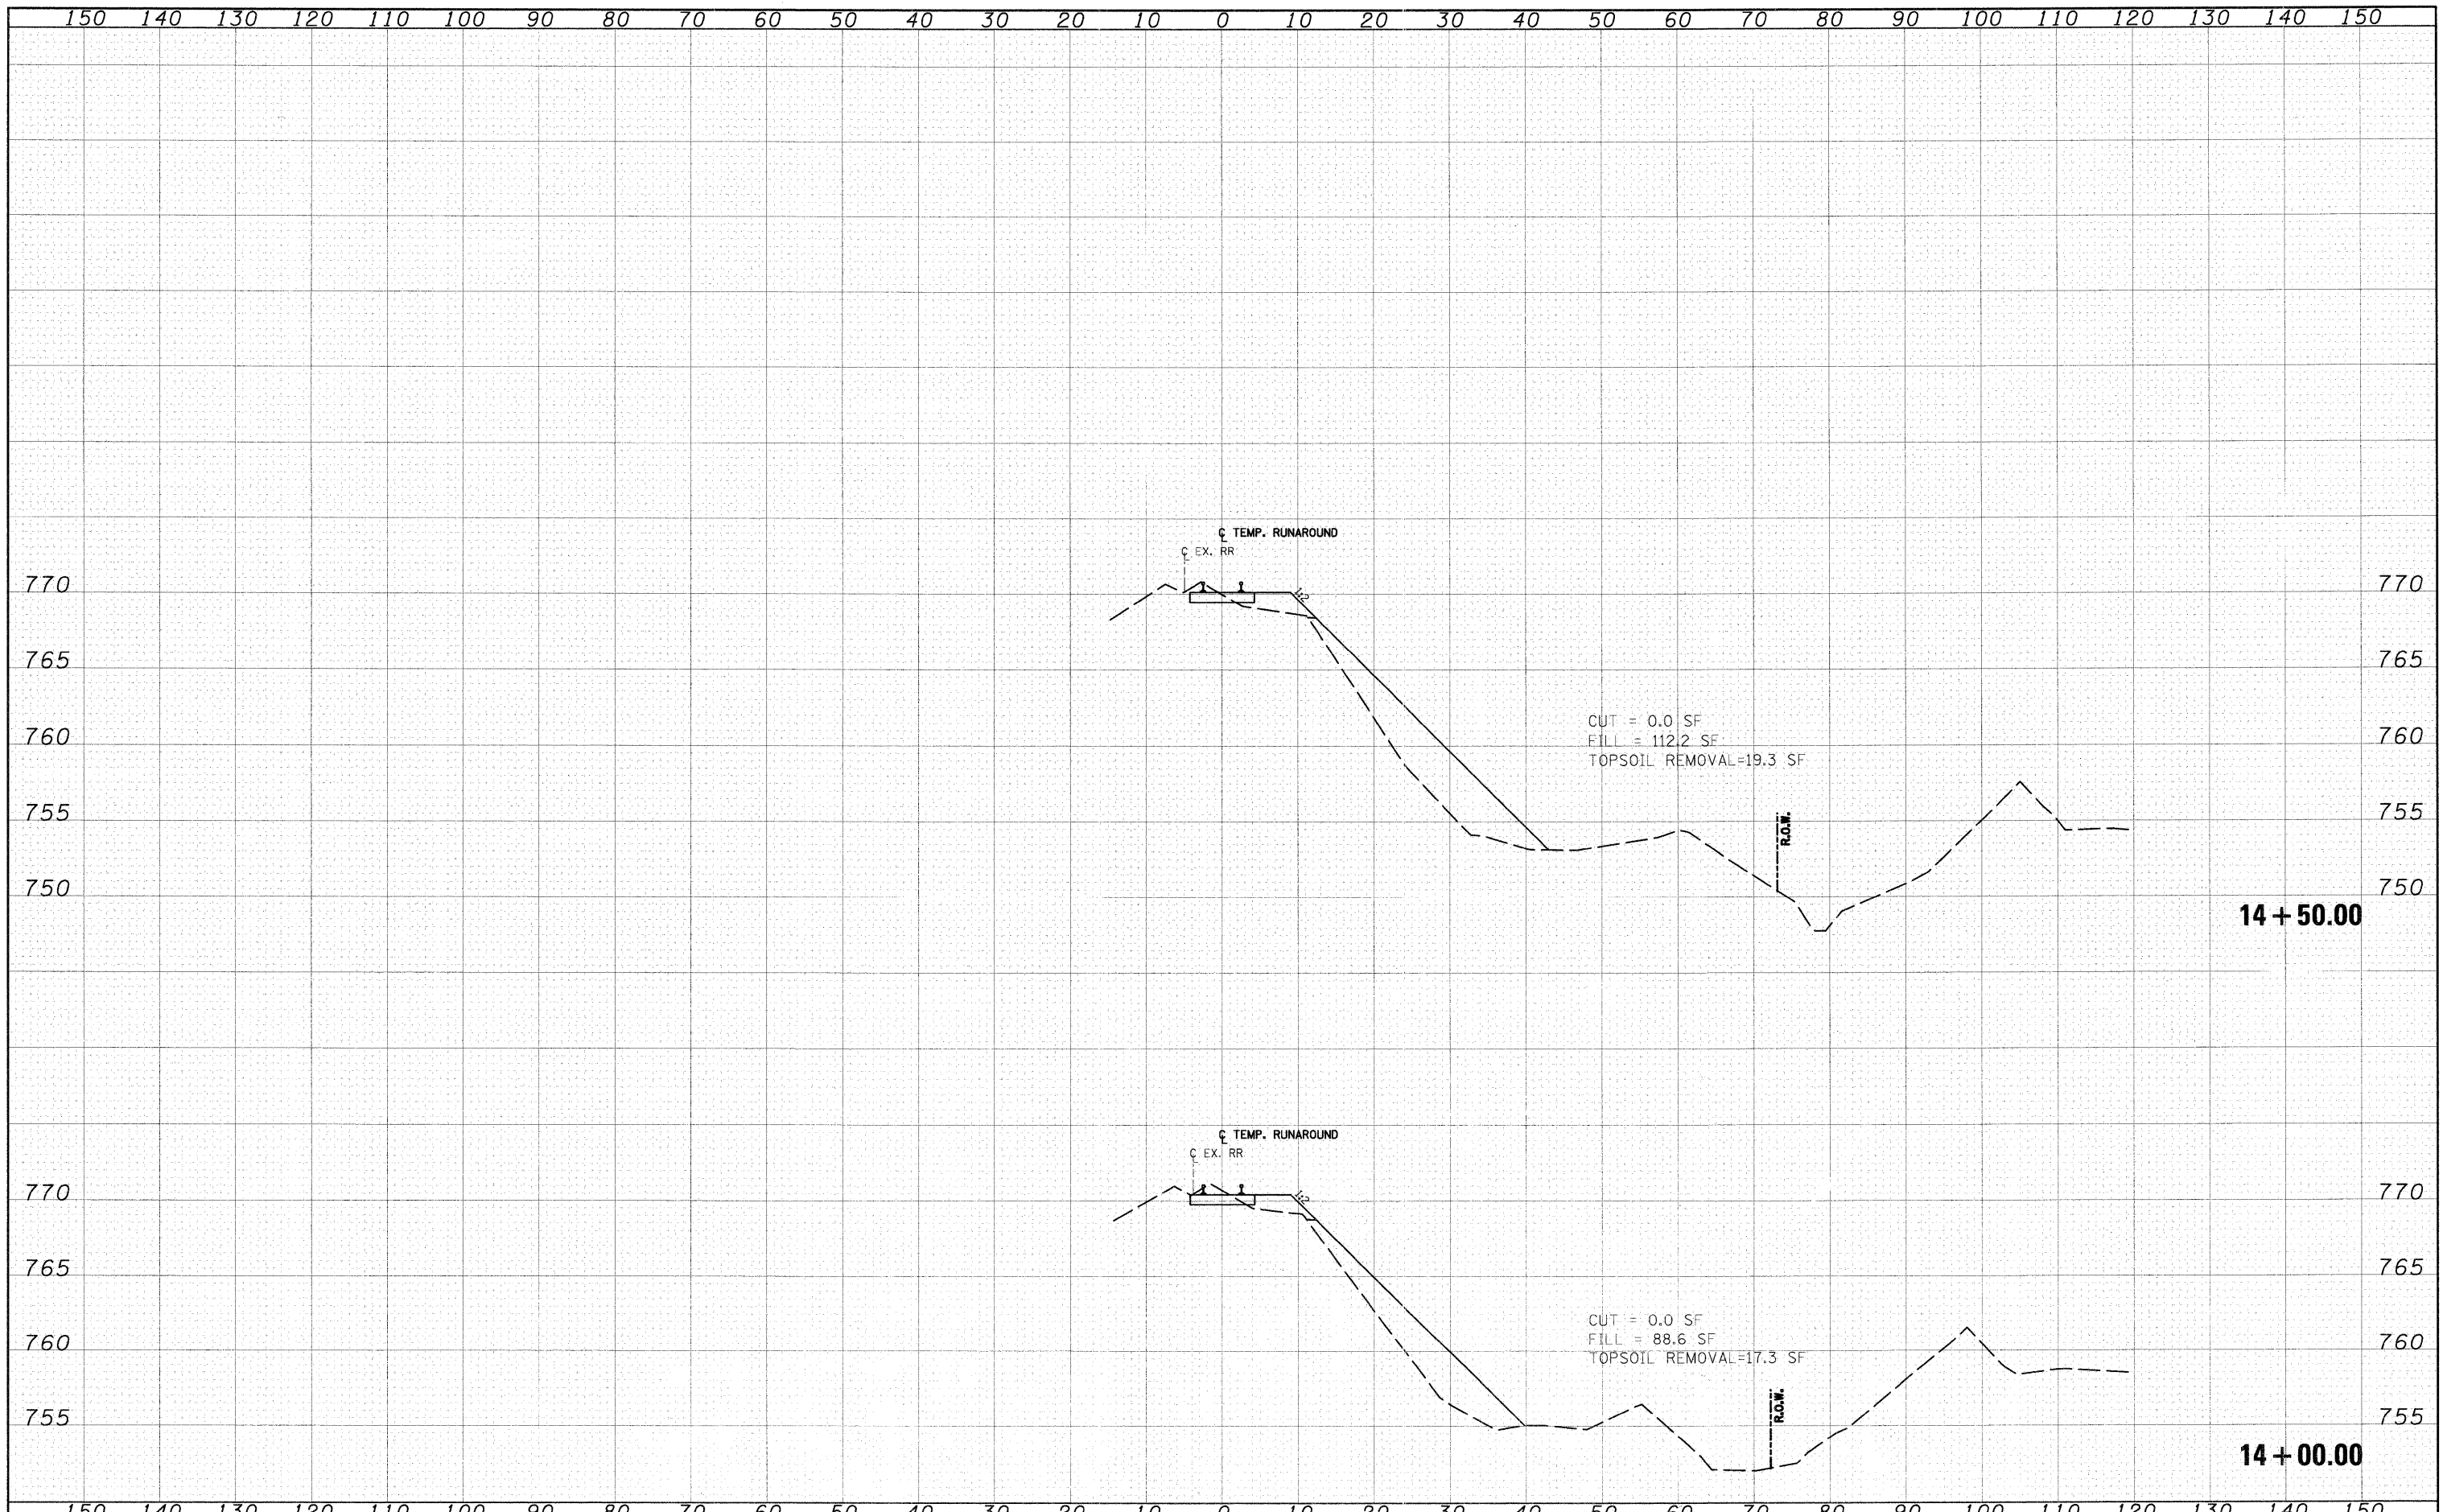 150 140 130 120 110 100 90 80 70 60 50 40 30 20 10 0 10 20 30 40 50 60 70 80 90 100 110 120 130 140 150
℄ TEMP. RUNAROUND
℄ EX. RR
770 1:2 770
765 765
CUT = 0.0 SF
760 FILL = 112.2 SF 760
TOPSOIL REMOVAL=19.3 SF
755 R.O.W. 755
750 750
14+50.00
℄ TEMP. RUNAROUND
℄ EX. RR
770 1:2 770
765 765
CUT = 0.0 SF
760 FILL = 88.6 SF 760
TOPSOIL REMOVAL=17.3 SF
755 R.O.W. 755
14+00.00
150 140 130 120 110 100 90 80 70 60 50 40 30 20 10 0 10 20 30 40 50 60 70 80 90 100 110 120 130 140 150